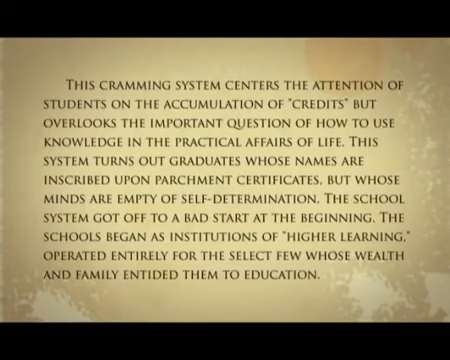 THIS CRAMMING SYSTEM CENTERS THE ATTENTION OF
STUDENTS ON THE ACCUMULATION OF "CREDITS" BUT
OVERLOOKS THE IMPORTANT QUESTION OF HOW TO USE
KNOWLEDGE IN THE PRACTICAL AFFAIRS OF LIFE. THIS
SYSTEM TURNS OUT GRADUATES WHOSE NAMES ARE
INSCRIBED UPON PARCHMENT CERTIFICATES, BUT WHOSE
MINDS ARE EMPTY OF SELF-DETERMINATION. THE SCHOOL
SYSTEM GOT OFF TO A BAD START AT THE BEGINNING. THE
SCHOOLS BEGAN AS INSTITUTIONS OF "HIGHER LEARNING,"
OPERATED ENTIRELY FOR THE SELECT FEW WHOSE WEALTH
AND FAMILY ENTIDED THEM TO EDUCATION.